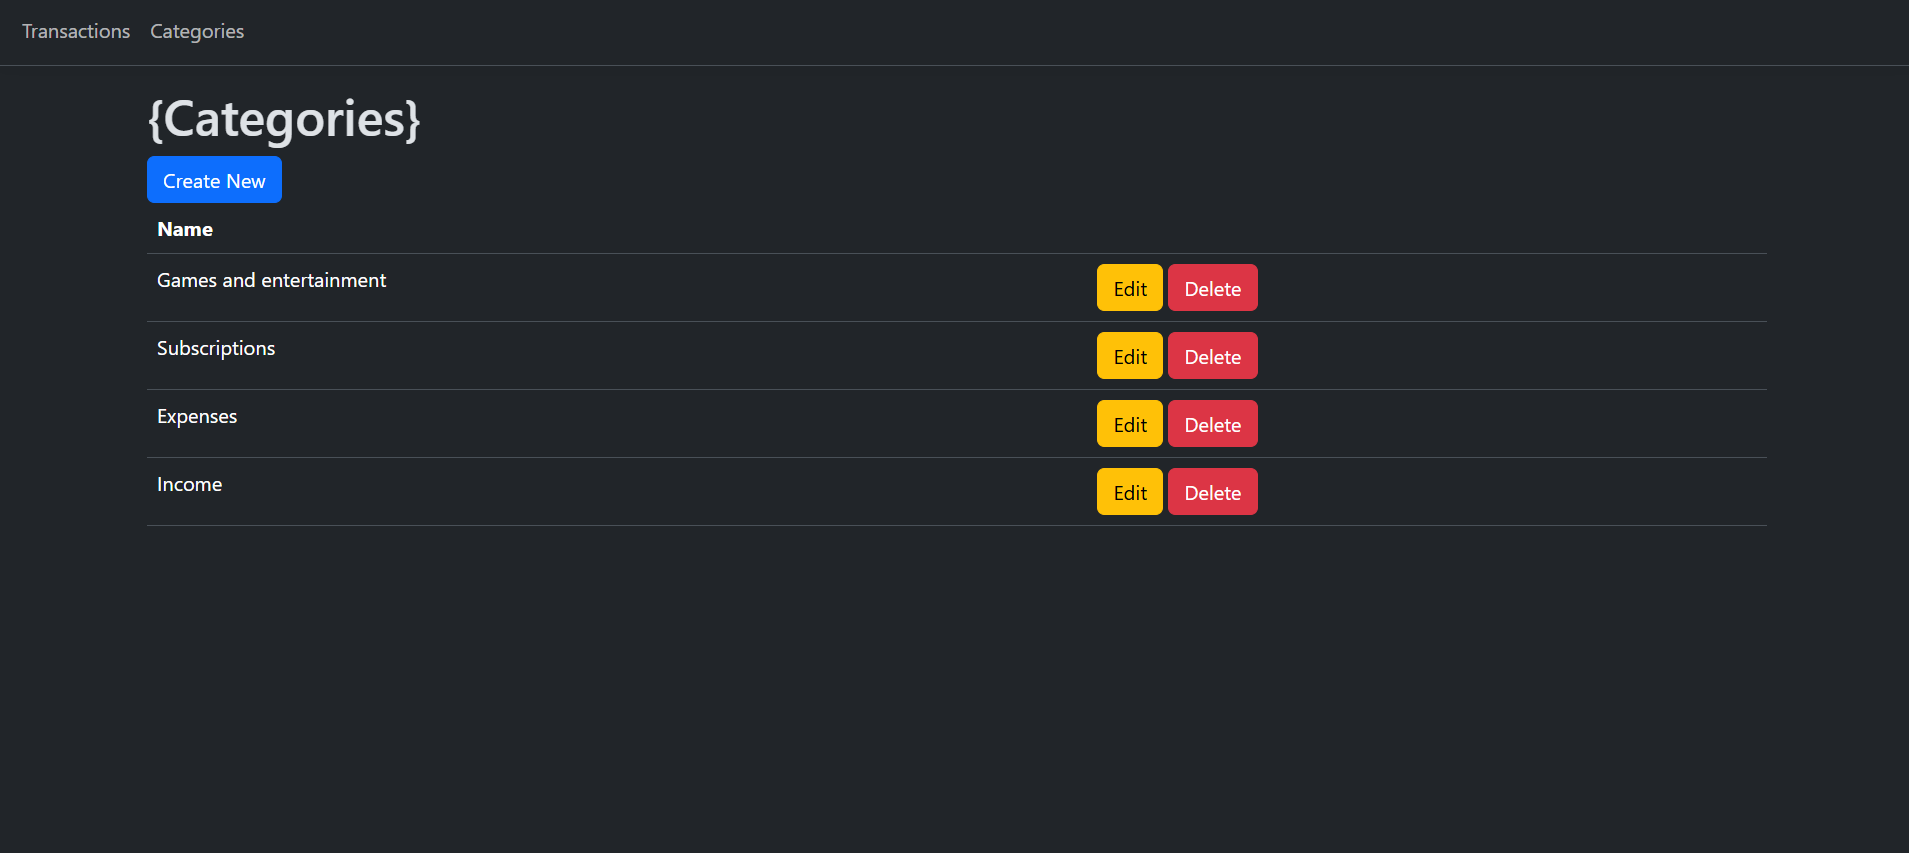 Transactions Categories
{Categories}
Create New
Name
Games and entertainment Edit Delete
Subscriptions Edit Delete
Expenses Edit Delete
Income Edit Delete